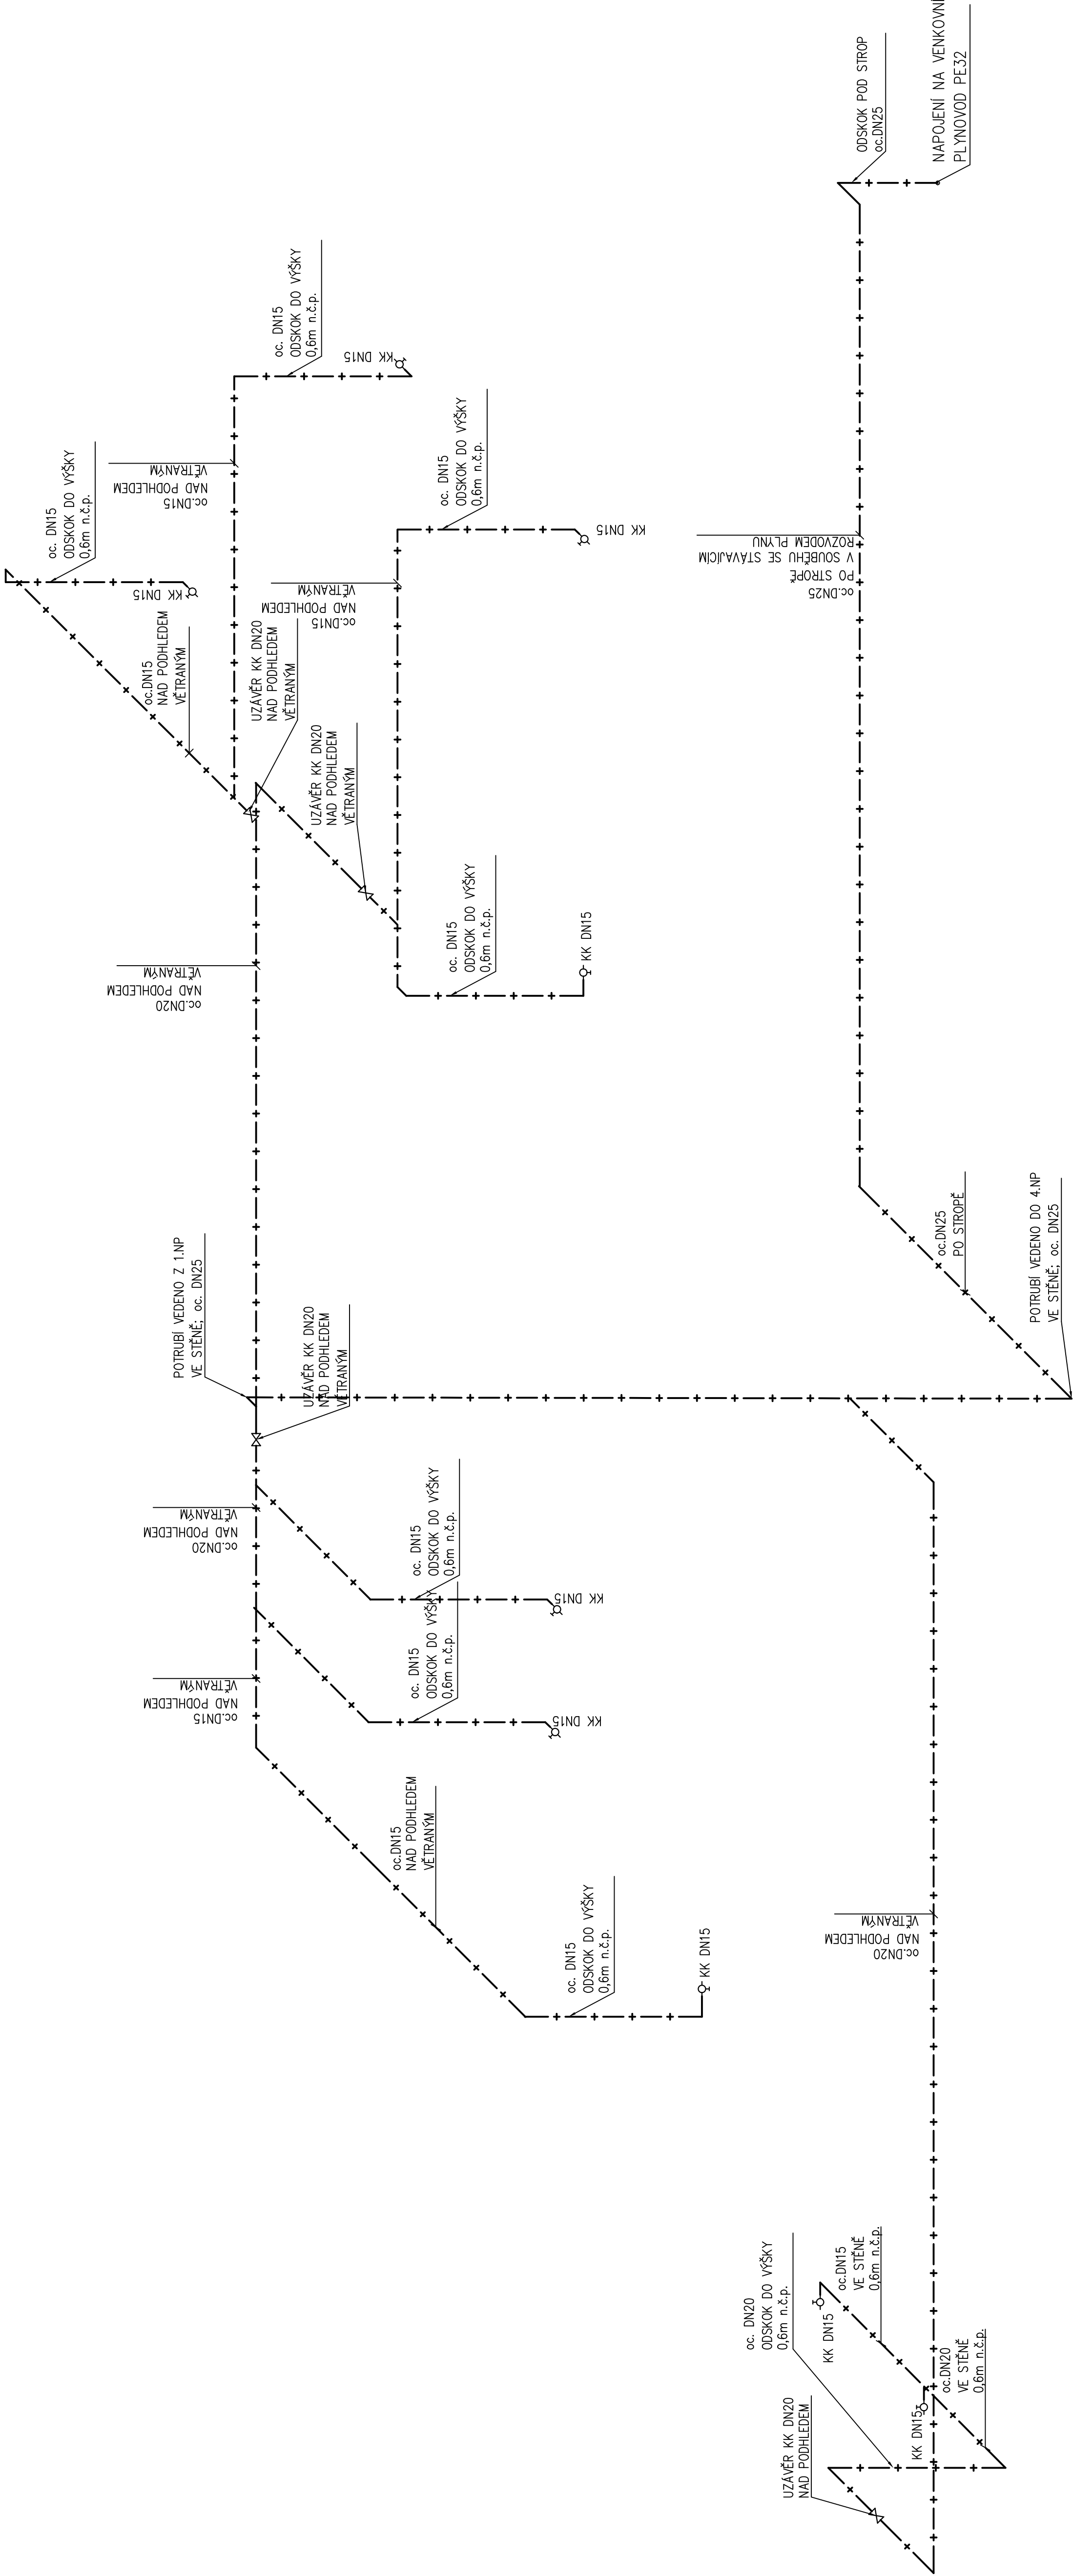 NAPOJENÍ NA VENKOVNÍ
PLYNOVOD PE32
ODSKOK POD STROP
oc.DN25
oc. DN15
ODSKOK DO VÝŠKY
0,6m n.č.p.
KK DN15
oc.DN15
NAD PODHLEDEM
VĚTRANÝM
oc. DN15
ODSKOK DO VÝŠKY
0,6m n.č.p.
KK DN15
oc.DN15
NAD PODHLEDEM
VĚTRANÝM
oc. DN15
ODSKOK DO VÝŠKY
0,6m n.č.p.
KK DN15
oc.DN15
NAD PODHLEDEM
VĚTRANÝM
UZÁVĚR KK DN20
NAD PODHLEDEM
VĚTRANÝM
UZÁVĚR KK DN20
NAD PODHLEDEM
VĚTRANÝM
oc.DN25
PO STROPĚ
V SOUBĚHU SE STÁVAJÍCÍM
ROZVODEM PLYNU
oc. DN15
ODSKOK DO VÝŠKY
0,6m n.č.p.
KK DN15
oc.DN20
NAD PODHLEDEM
VĚTRANÝM
POTRUBÍ VEDENO Z 1.NP
VE STĚNĚ; oc. DN25
UZÁVĚR KK DN20
NAD PODHLEDEM
VĚTRANÝM
oc.DN25
PO STROPĚ
POTRUBÍ VEDENO DO 4.NP
VE STĚNĚ; oc. DN25
oc.DN20
NAD PODHLEDEM
VĚTRANÝM
oc. DN15
ODSKOK DO VÝŠKY
0,6m n.č.p.
KK DN15
oc.DN15
NAD PODHLEDEM
VĚTRANÝM
oc. DN15
ODSKOK DO VÝŠKY
0,6m n.č.p.
KK DN15
oc.DN15
NAD PODHLEDEM
VĚTRANÝM
oc. DN15
ODSKOK DO VÝŠKY
0,6m n.č.p.
KK DN15
oc.DN20
NAD PODHLEDEM
VĚTRANÝM
oc. DN20
ODSKOK DO VÝŠKY
0,6m n.č.p.
oc.DN15
VE STĚNĚ
0,6m n.č.p.
KK DN15
oc.DN20
VE STĚNĚ
0,6m n.č.p.
KK DN15
UZÁVĚR KK DN20
NAD PODHLEDEM